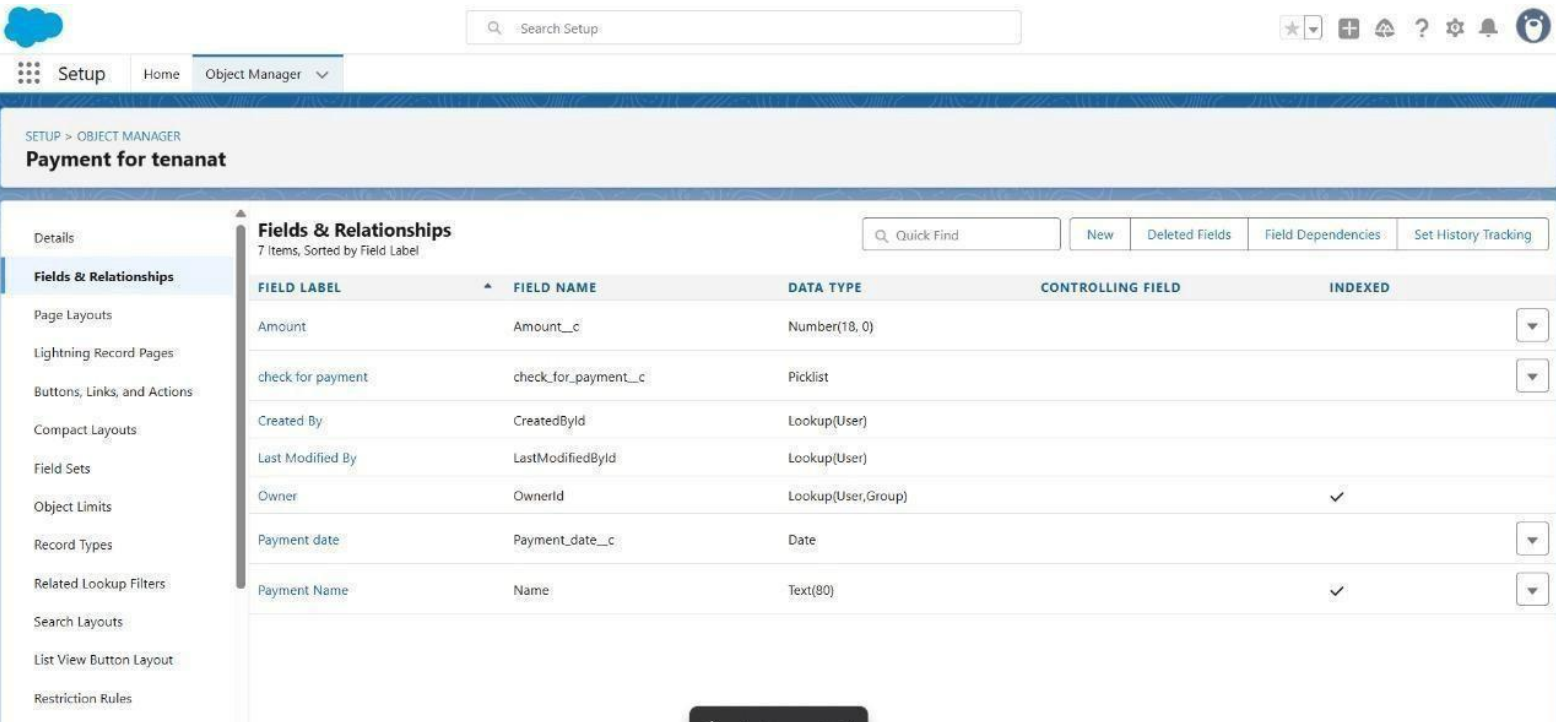 Search Setup
Setup Home Object Manager
SETUP > OBJECT MANAGER
Payment for tenanat
Details
Fields & Relationships
Page Layouts
Lightning Record Pages
Buttons, Links, and Actions
Compact Layouts
Field Sets
Object Limits
Record Types
Related Lookup Filters
Search Layouts
List View Button Layout
Restriction Rules
Fields & Relationships
7 Items, Sorted by Field Label
Quick Find New Deleted Fields Field Dependencies Set History Tracking
FIELD LABEL FIELD NAME DATA TYPE CONTROLLING FIELD INDEXED
Amount Amount__c Number(18, 0)
check for payment check_for_payment__c Picklist
Created By CreatedById Lookup(User)
Last Modified By LastModifiedById Lookup(User)
Owner OwnerId Lookup(User,Group)
Payment date Payment_date__c Date
Payment Name Name Text(80)